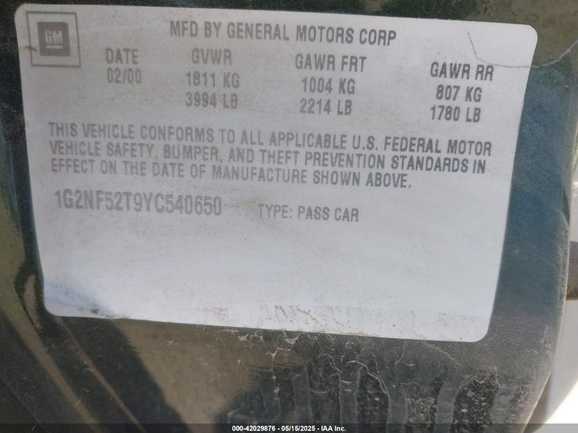 GM
MFD BY GENERAL MOTORS CORP
DATE GVWR GAWR FRT GAWR RR
02/00 1811 KG 1004 KG 807 KG
3994 LB 2214 LB 1780 LB
THIS VEHICLE CONFORMS TO ALL APPLICABLE U.S. FEDERAL MOTOR
VEHICLE SAFETY, BUMPER, AND THEFT PREVENTION STANDARDS IN
EFFECT ON THE DATE OF MANUFACTURE SHOWN ABOVE.
1G2NF52T9YC540650 TYPE: PASS CAR
000-42029876 - 05/15/2025 - IAA Inc.